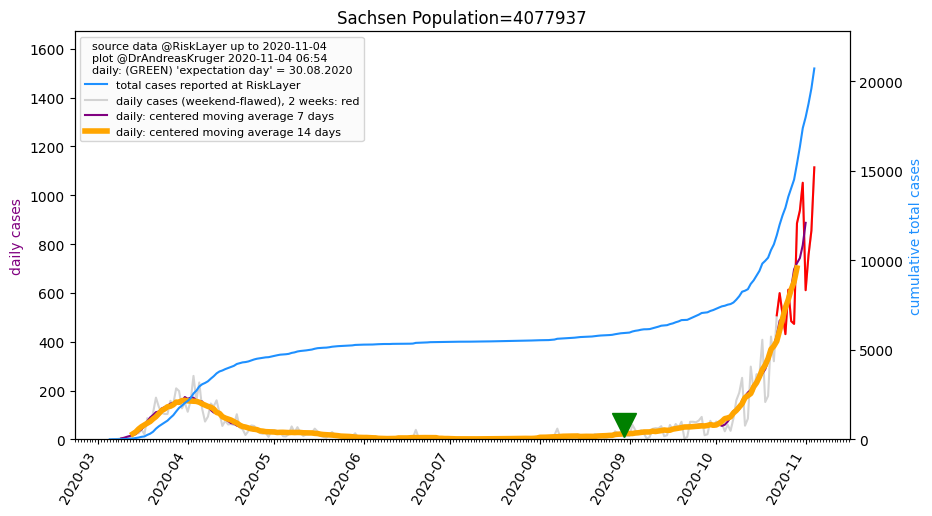 Sachsen Population=4077937
source data @RiskLayer up to 2020-11-04
plot @DrAndreasKruger 2020-11-04 06:54
daily: (GREEN) 'expectation day' = 30.08.2020
total cases reported at RiskLayer
daily cases (weekend-flawed), 2 weeks: red
daily: centered moving average 7 days
daily: centered moving average 14 days
daily cases
1600
1400
1200
1000
800
600
400
200
0
20000
15000
10000
5000
0
cumulative total cases
2020-03
2020-04
2020-05
2020-06
2020-07
2020-08
2020-09
2020-10
2020-11